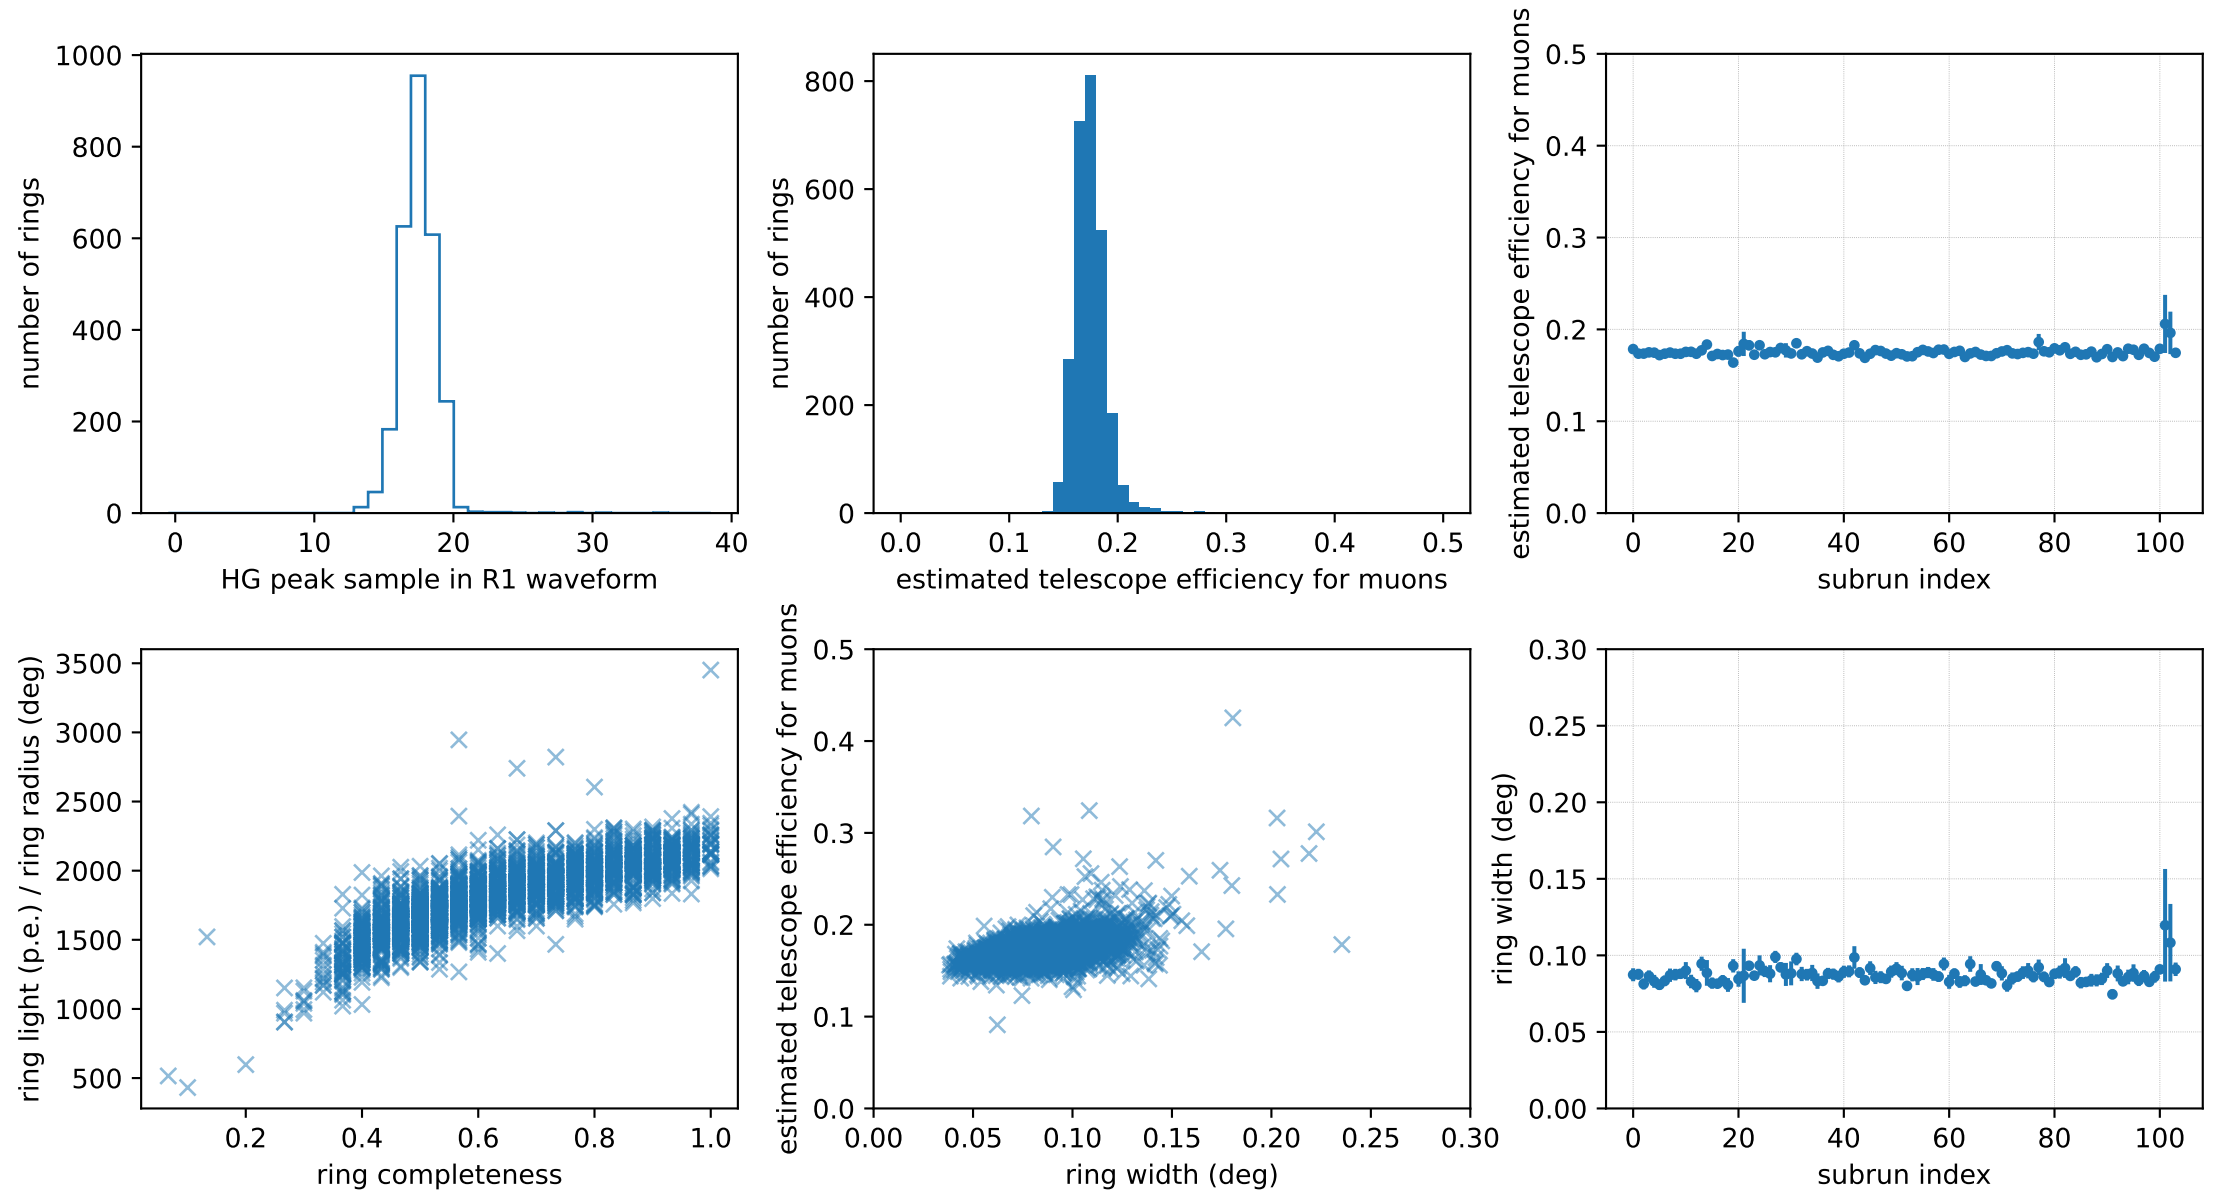 1000
800
600
400
200
0
number of rings
0 10 20 30 40
HG peak sample in R1 waveform
800
600
400
200
0
number of rings
0.0 0.1 0.2 0.3 0.4 0.5
estimated telescope efficiency for muons
0.5
0.4
0.3
0.2
0.1
0.0
estimated telescope efficiency for muons
0 20 40 60 80 100
subrun index
3500
3000
2500
2000
1500
1000
500
ring light (p.e.) / ring radius (deg)
0.2 0.4 0.6 0.8 1.0
ring completeness
0.5
0.4
0.3
0.2
0.1
0.0
estimated telescope efficiency for muons
0.00 0.05 0.10 0.15 0.20 0.25 0.30
ring width (deg)
0.30
0.25
0.20
0.15
0.10
0.05
0.00
ring width (deg)
0 20 40 60 80 100
subrun index